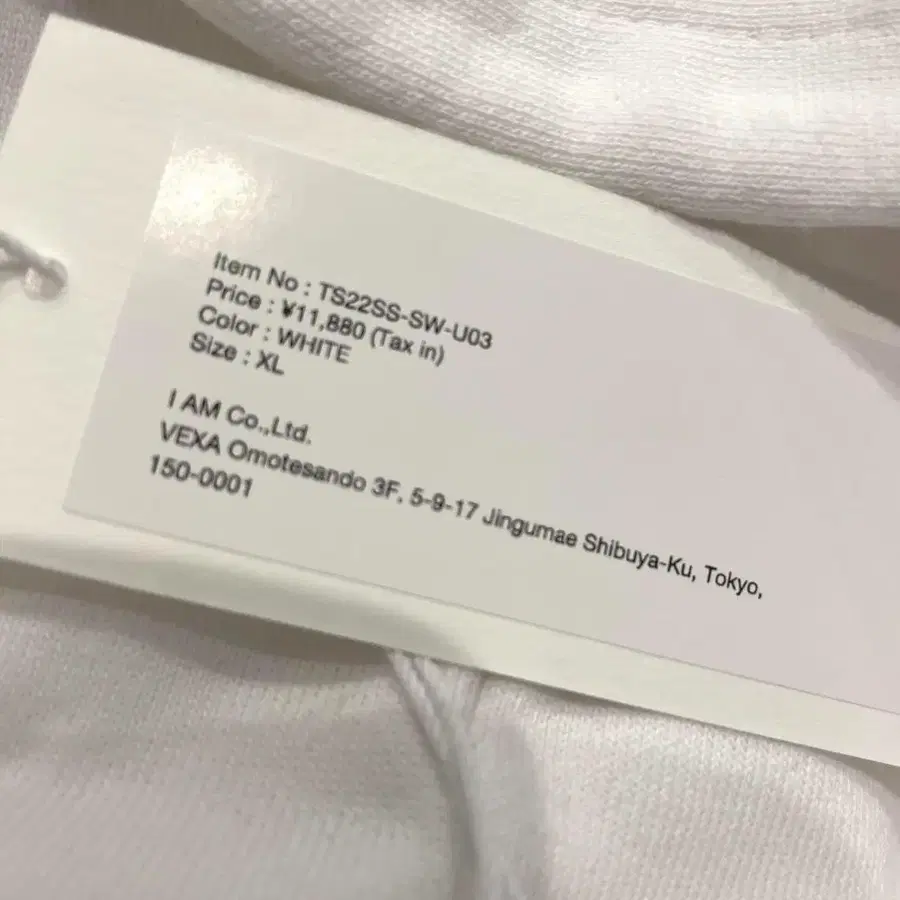 Item No : TS22SS-SW-U03
Price : ¥11,880 (Tax in)
Color : WHITE
Size : XL
I AM Co.,Ltd.
VEXA Omotesando 3F, 5-9-17 Jingumae Shibuya-Ku, Tokyo,
150-0001